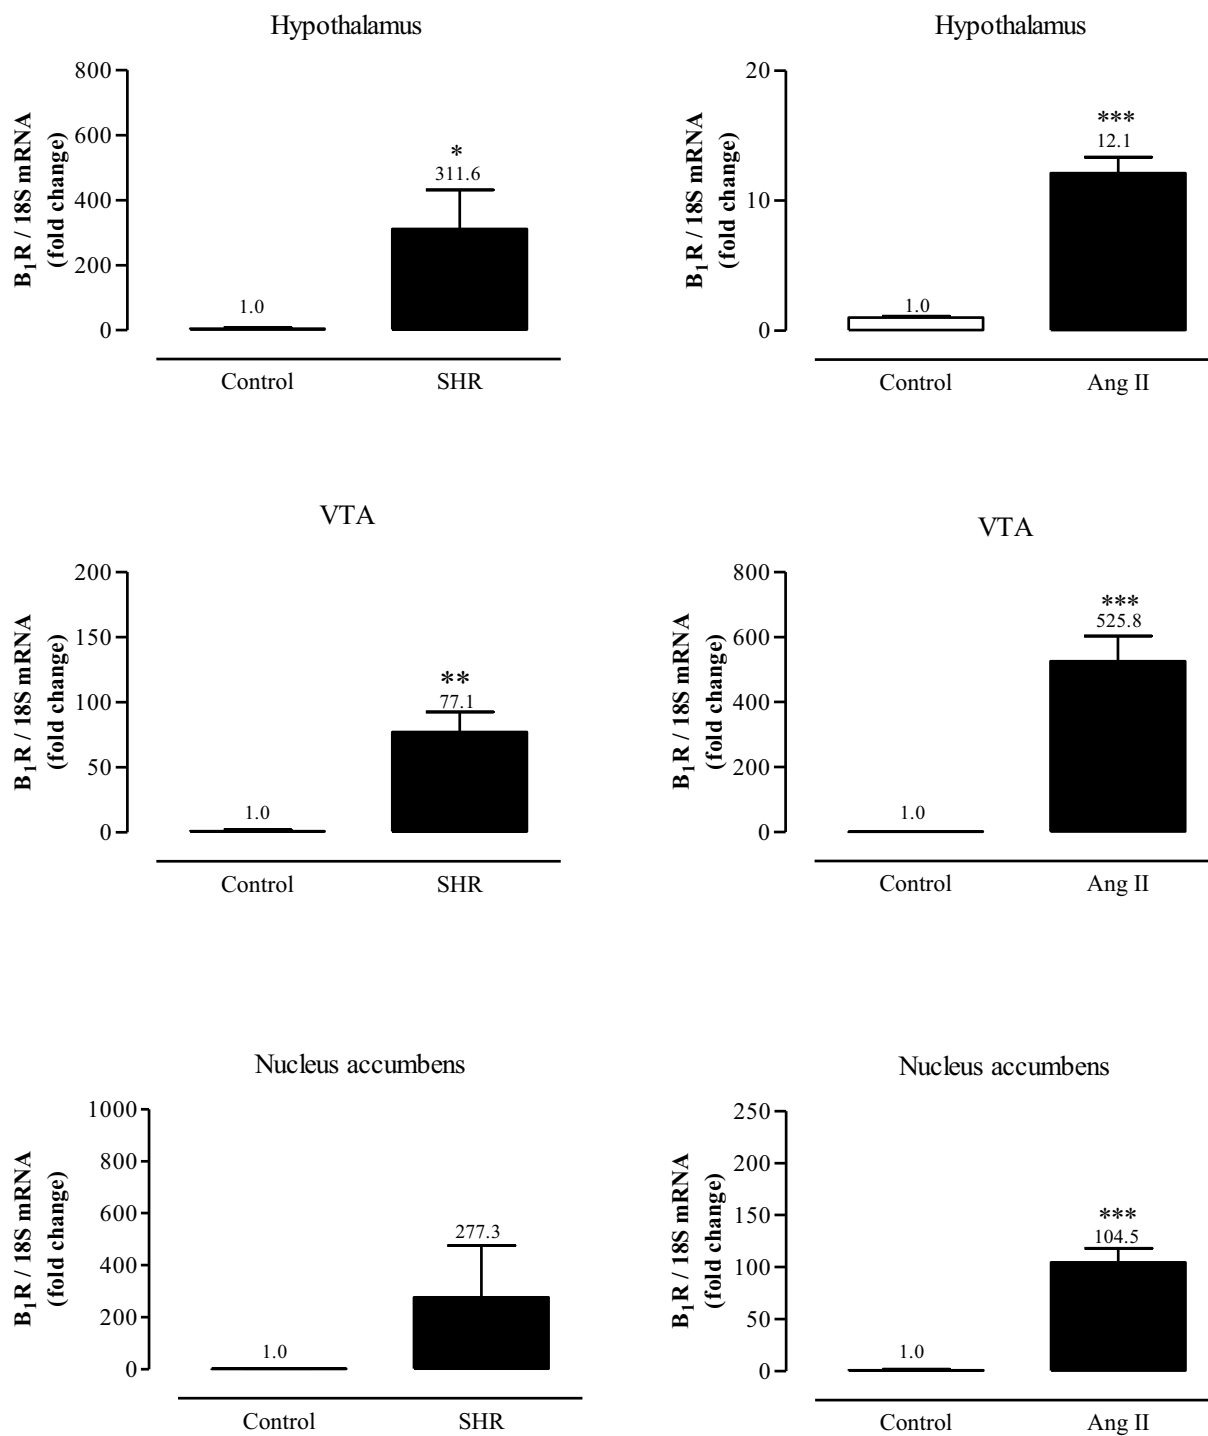 Hypothalamus
B1R / 18S mRNA
(fold change)
800
600
400
200
0
*
311.6
1.0
Control
SHR
Hypothalamus
B1R / 18S mRNA
(fold change)
20
10
0
***
12.1
1.0
Control
Ang II
VTA
B1R / 18S mRNA
(fold change)
200
150
100
50
0
**
77.1
1.0
Control
SHR
VTA
B1R / 18S mRNA
(fold change)
800
600
400
200
0
***
525.8
1.0
Control
Ang II
Nucleus accumbens
B1R / 18S mRNA
(fold change)
1000
800
600
400
200
0
277.3
1.0
Control
SHR
Nucleus accumbens
B1R / 18S mRNA
(fold change)
250
200
150
100
50
0
***
104.5
1.0
Control
Ang II